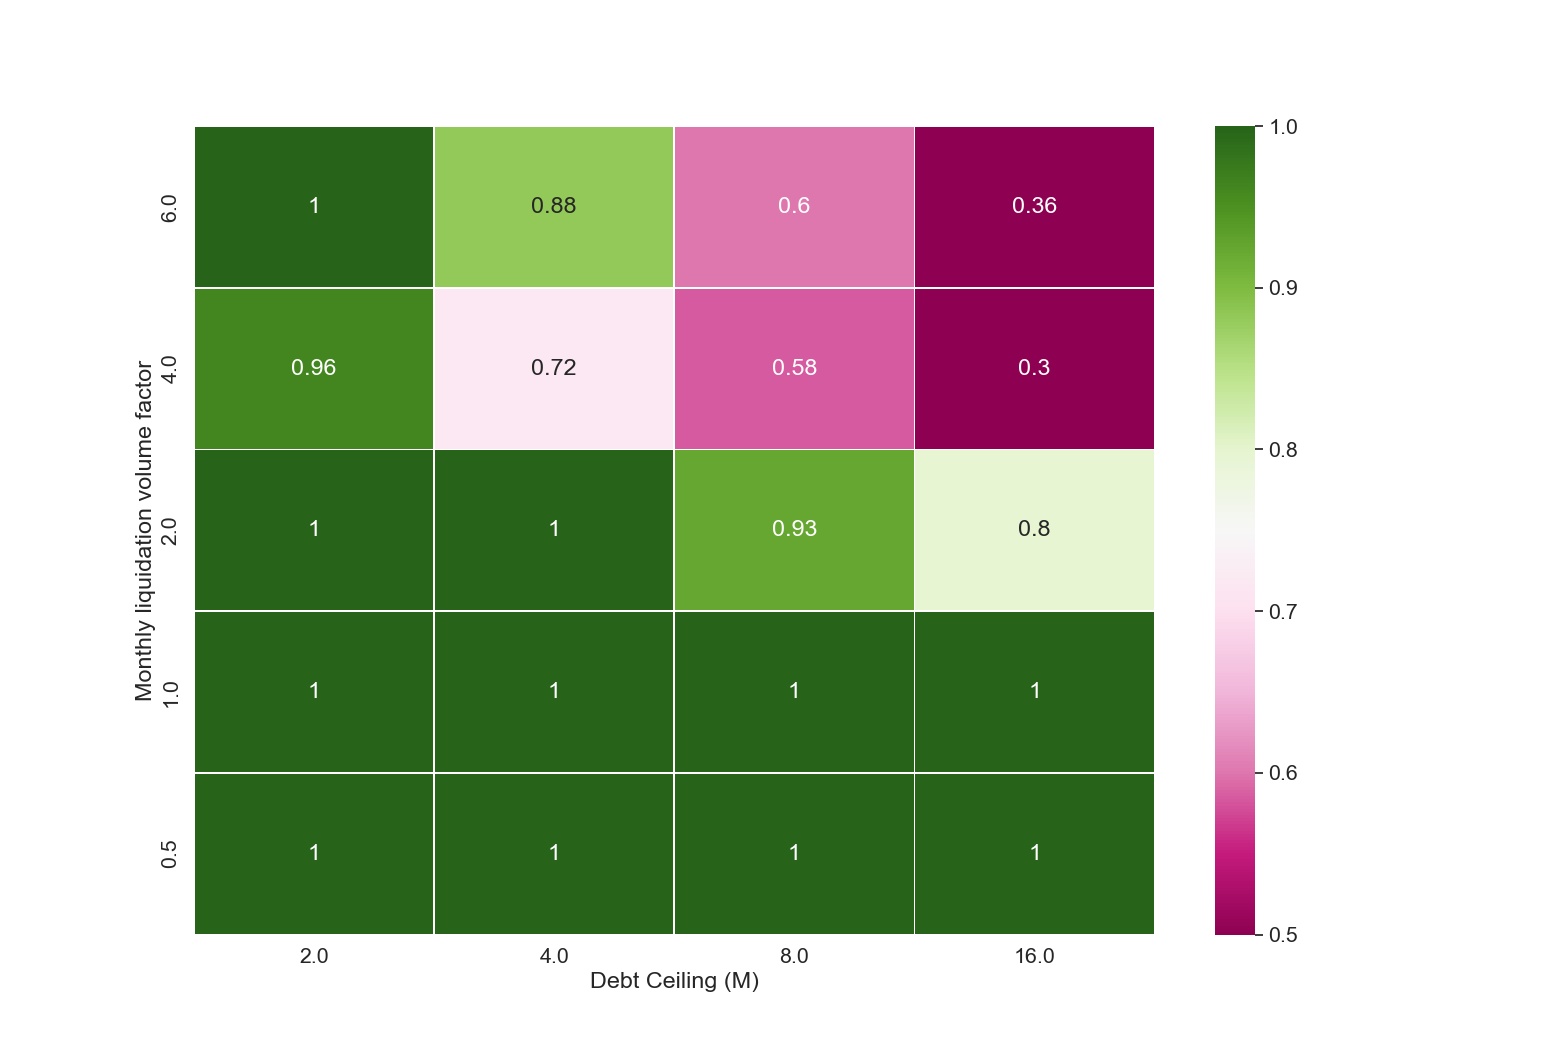 Monthly liquidation volume factor
6.0 1 0.88 0.6 0.36
4.0 0.96 0.72 0.58 0.3
2.0 1 1 0.93 0.8
1.0 1 1 1 1
0.5 1 1 1 1
2.0 4.0 8.0 16.0
Debt Ceiling (M)
1.0
0.9
0.8
0.7
0.6
0.5